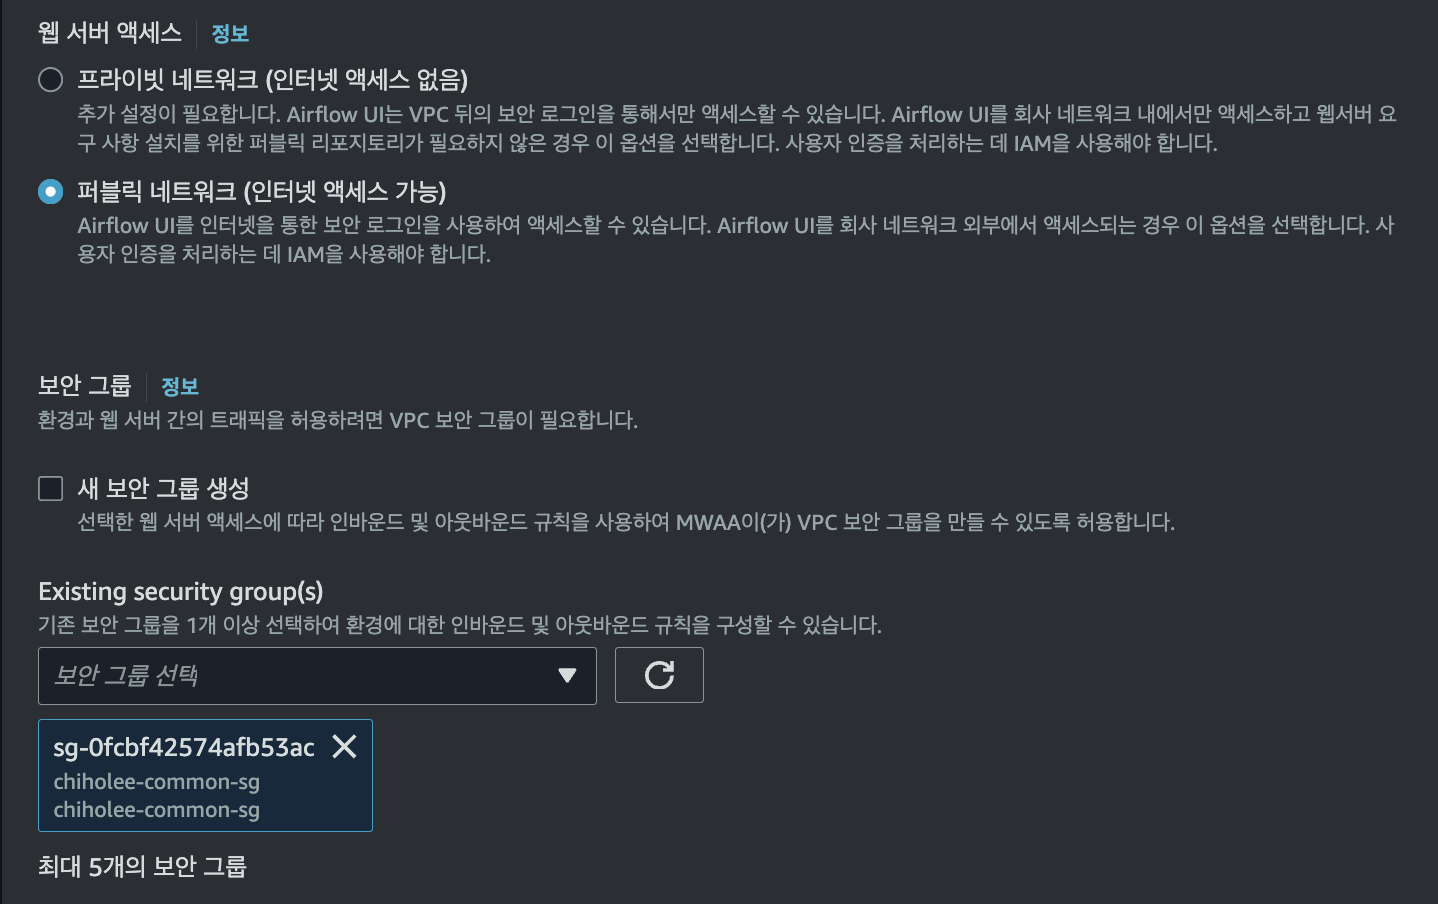 웹 서버 액세스 정보
프라이빗 네트워크 (인터넷 액세스 없음)
추가 설정이 필요합니다. Airflow UI는 VPC 뒤의 보안 로그인을 통해서만 액세스할 수 있습니다. Airflow UI를 회사 네트워크 내에서만 액세스하고 웹서버 요
구 사항 설치를 위한 퍼블릭 리포지토리가 필요하지 않은 경우 이 옵션을 선택합니다. 사용자 인증을 처리하는 데 IAM을 사용해야 합니다.
퍼블릭 네트워크 (인터넷 액세스 가능)
Airflow UI를 인터넷을 통한 보안 로그인을 사용하여 액세스할 수 있습니다. Airflow UI를 회사 네트워크 외부에서 액세스되는 경우 이 옵션을 선택합니다. 사
용자 인증을 처리하는 데 IAM을 사용해야 합니다.
보안 그룹 정보
환경과 웹 서버 간의 트래픽을 허용하려면 VPC 보안 그룹이 필요합니다.
새 보안 그룹 생성
선택한 웹 서버 액세스에 따라 인바운드 및 아웃바운드 규칙을 사용하여 MWAA이(가) VPC 보안 그룹을 만들 수 있도록 허용합니다.
Existing security group(s)
기존 보안 그룹을 1개 이상 선택하여 환경에 대한 인바운드 및 아웃바운드 규칙을 구성할 수 있습니다.
보안 그룹 선택
sg-0fcbf42574afb53ac
chiholee-common-sg
chiholee-common-sg
최대 5개의 보안 그룹